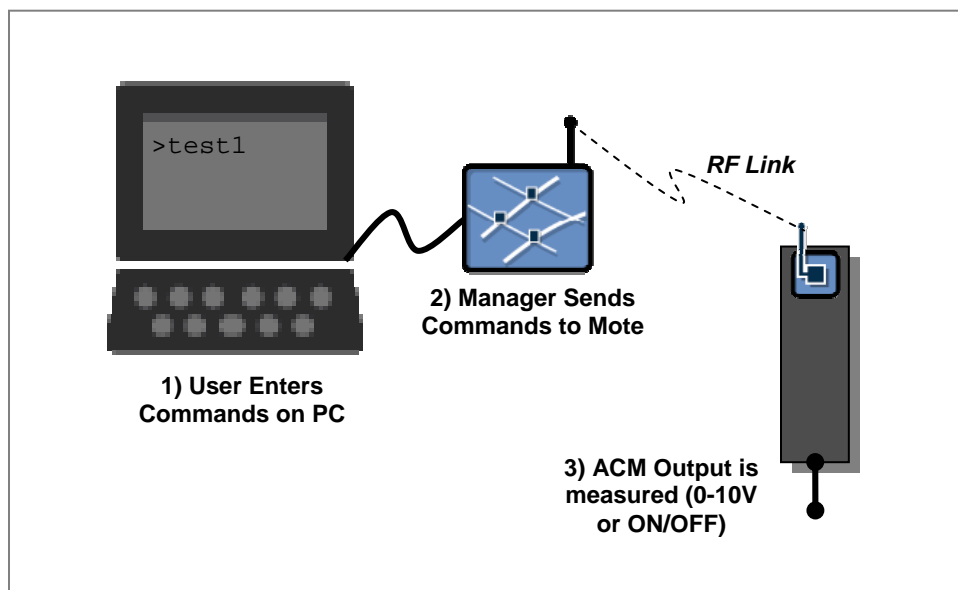 >test1
RF Link
2) Manager Sends
Commands to Mote
1) User Enters
Commands on PC
3) ACM Output is
measured (0-10V
or ON/OFF)